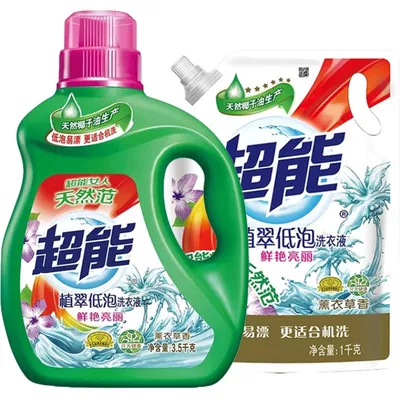 天然椰子油生产
低泡易漂 更适合机洗
超能女人
天然范
超能
植翠低泡洗衣液
鲜艳亮丽
薰衣草香
净含量:3.5千克
天然椰子油生产
超能
®
植翠低泡洗衣液
鲜艳亮丽
天然范
薰衣草香
易漂 更适合机洗
净含量:1千克